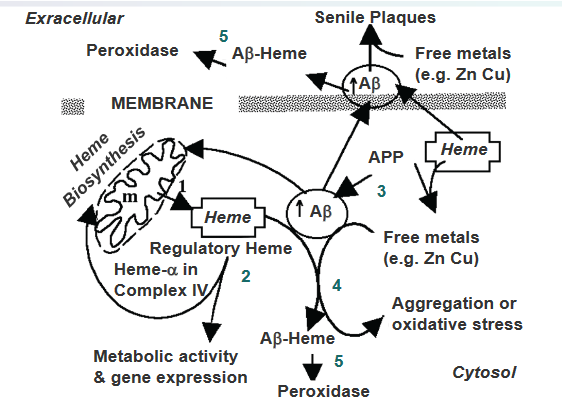 Exracellular
Senile Plaques
5
Peroxidase
Aβ-Heme
Free metals
(e.g. Zn Cu)
↑Aβ
MEMBRANE
Heme
Biosynthesis
m
1
APP
Heme
3
Heme
↑ Aβ
Regulatory Heme
Heme-α in
Complex IV
2
Free metals
(e.g. Zn Cu)
4
Aggregation or
oxidative stress
Aβ-Heme
5
Metabolic activity
& gene expression
Peroxidase
Cytosol